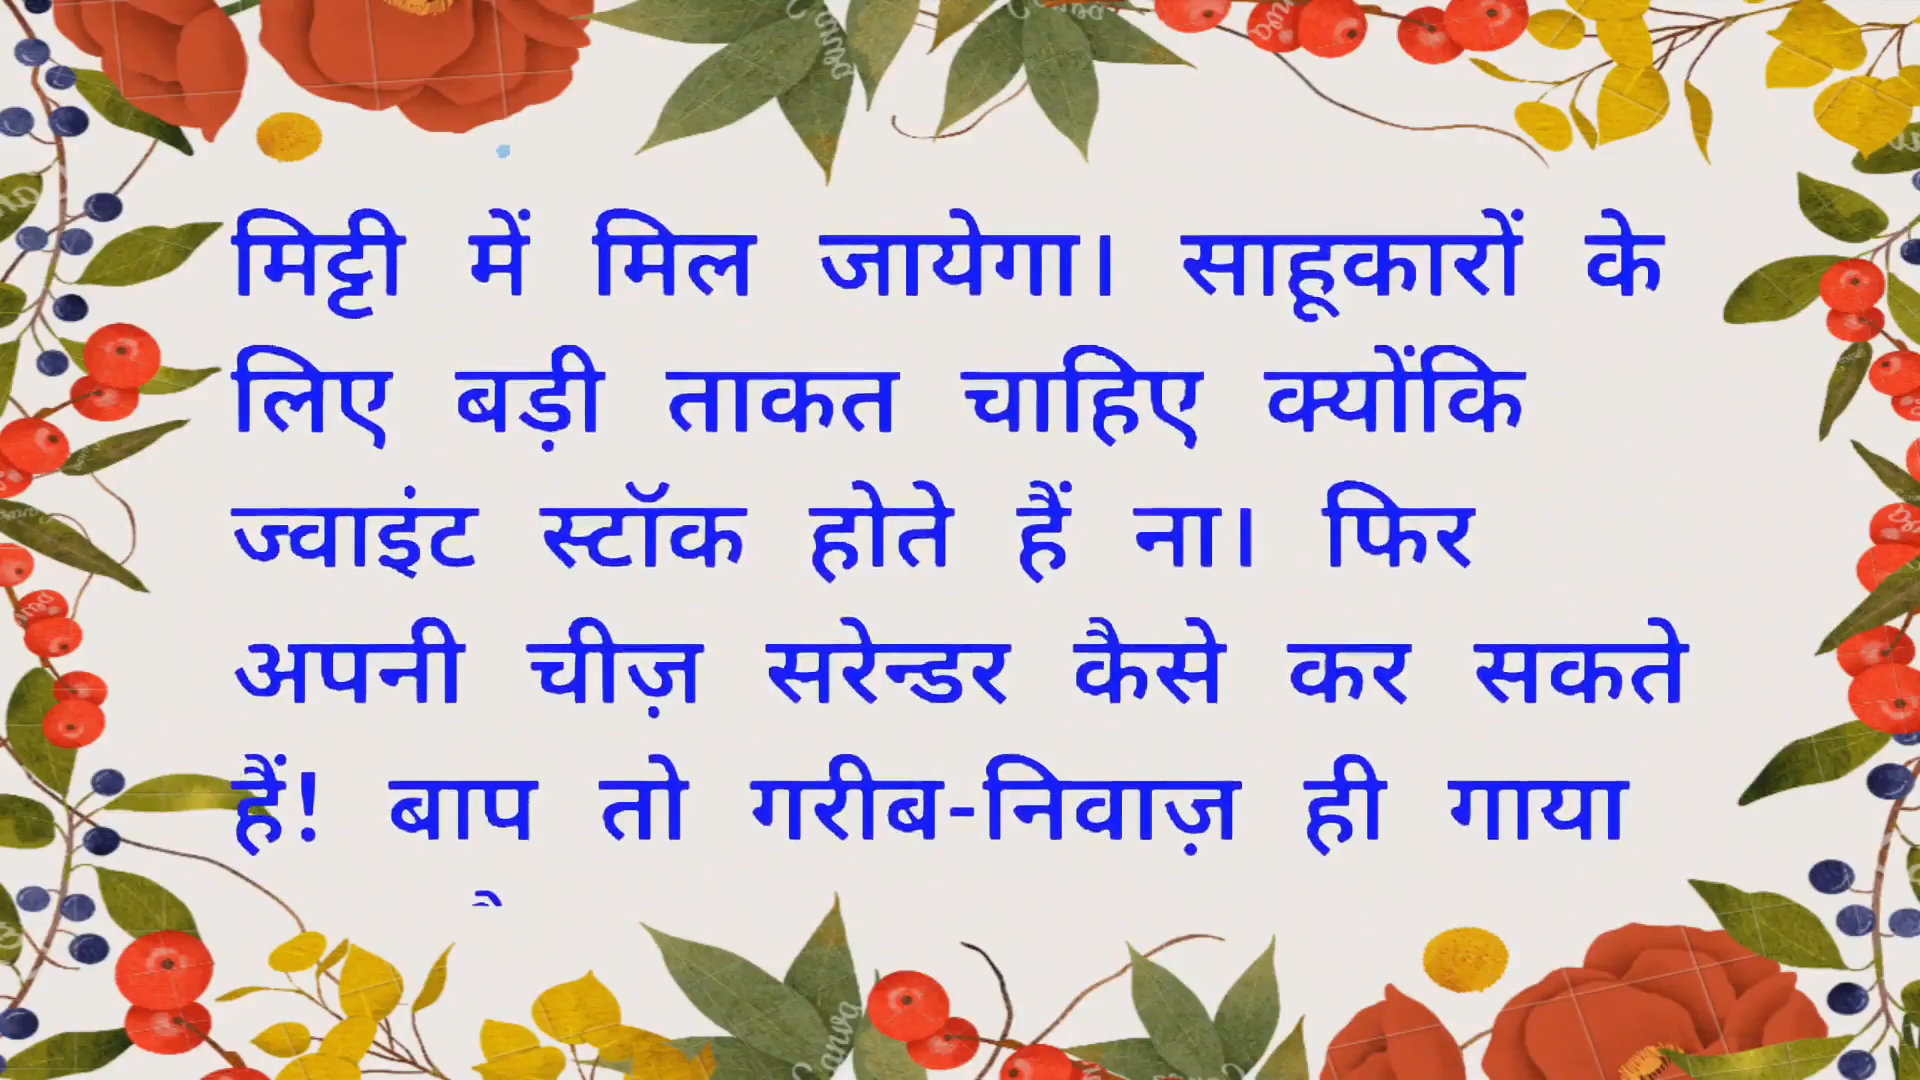 मिट्टी में मिल जायेगा। साहूकारों के
लिए बड़ी ताकत चाहिए क्योंकि
ज्वाइंट स्टॉक होते हैं ना। फिर
अपनी चीज़ सरेन्डर कैसे कर सकते
हैं! बाप तो गरीब-निवाज़ ही गाया